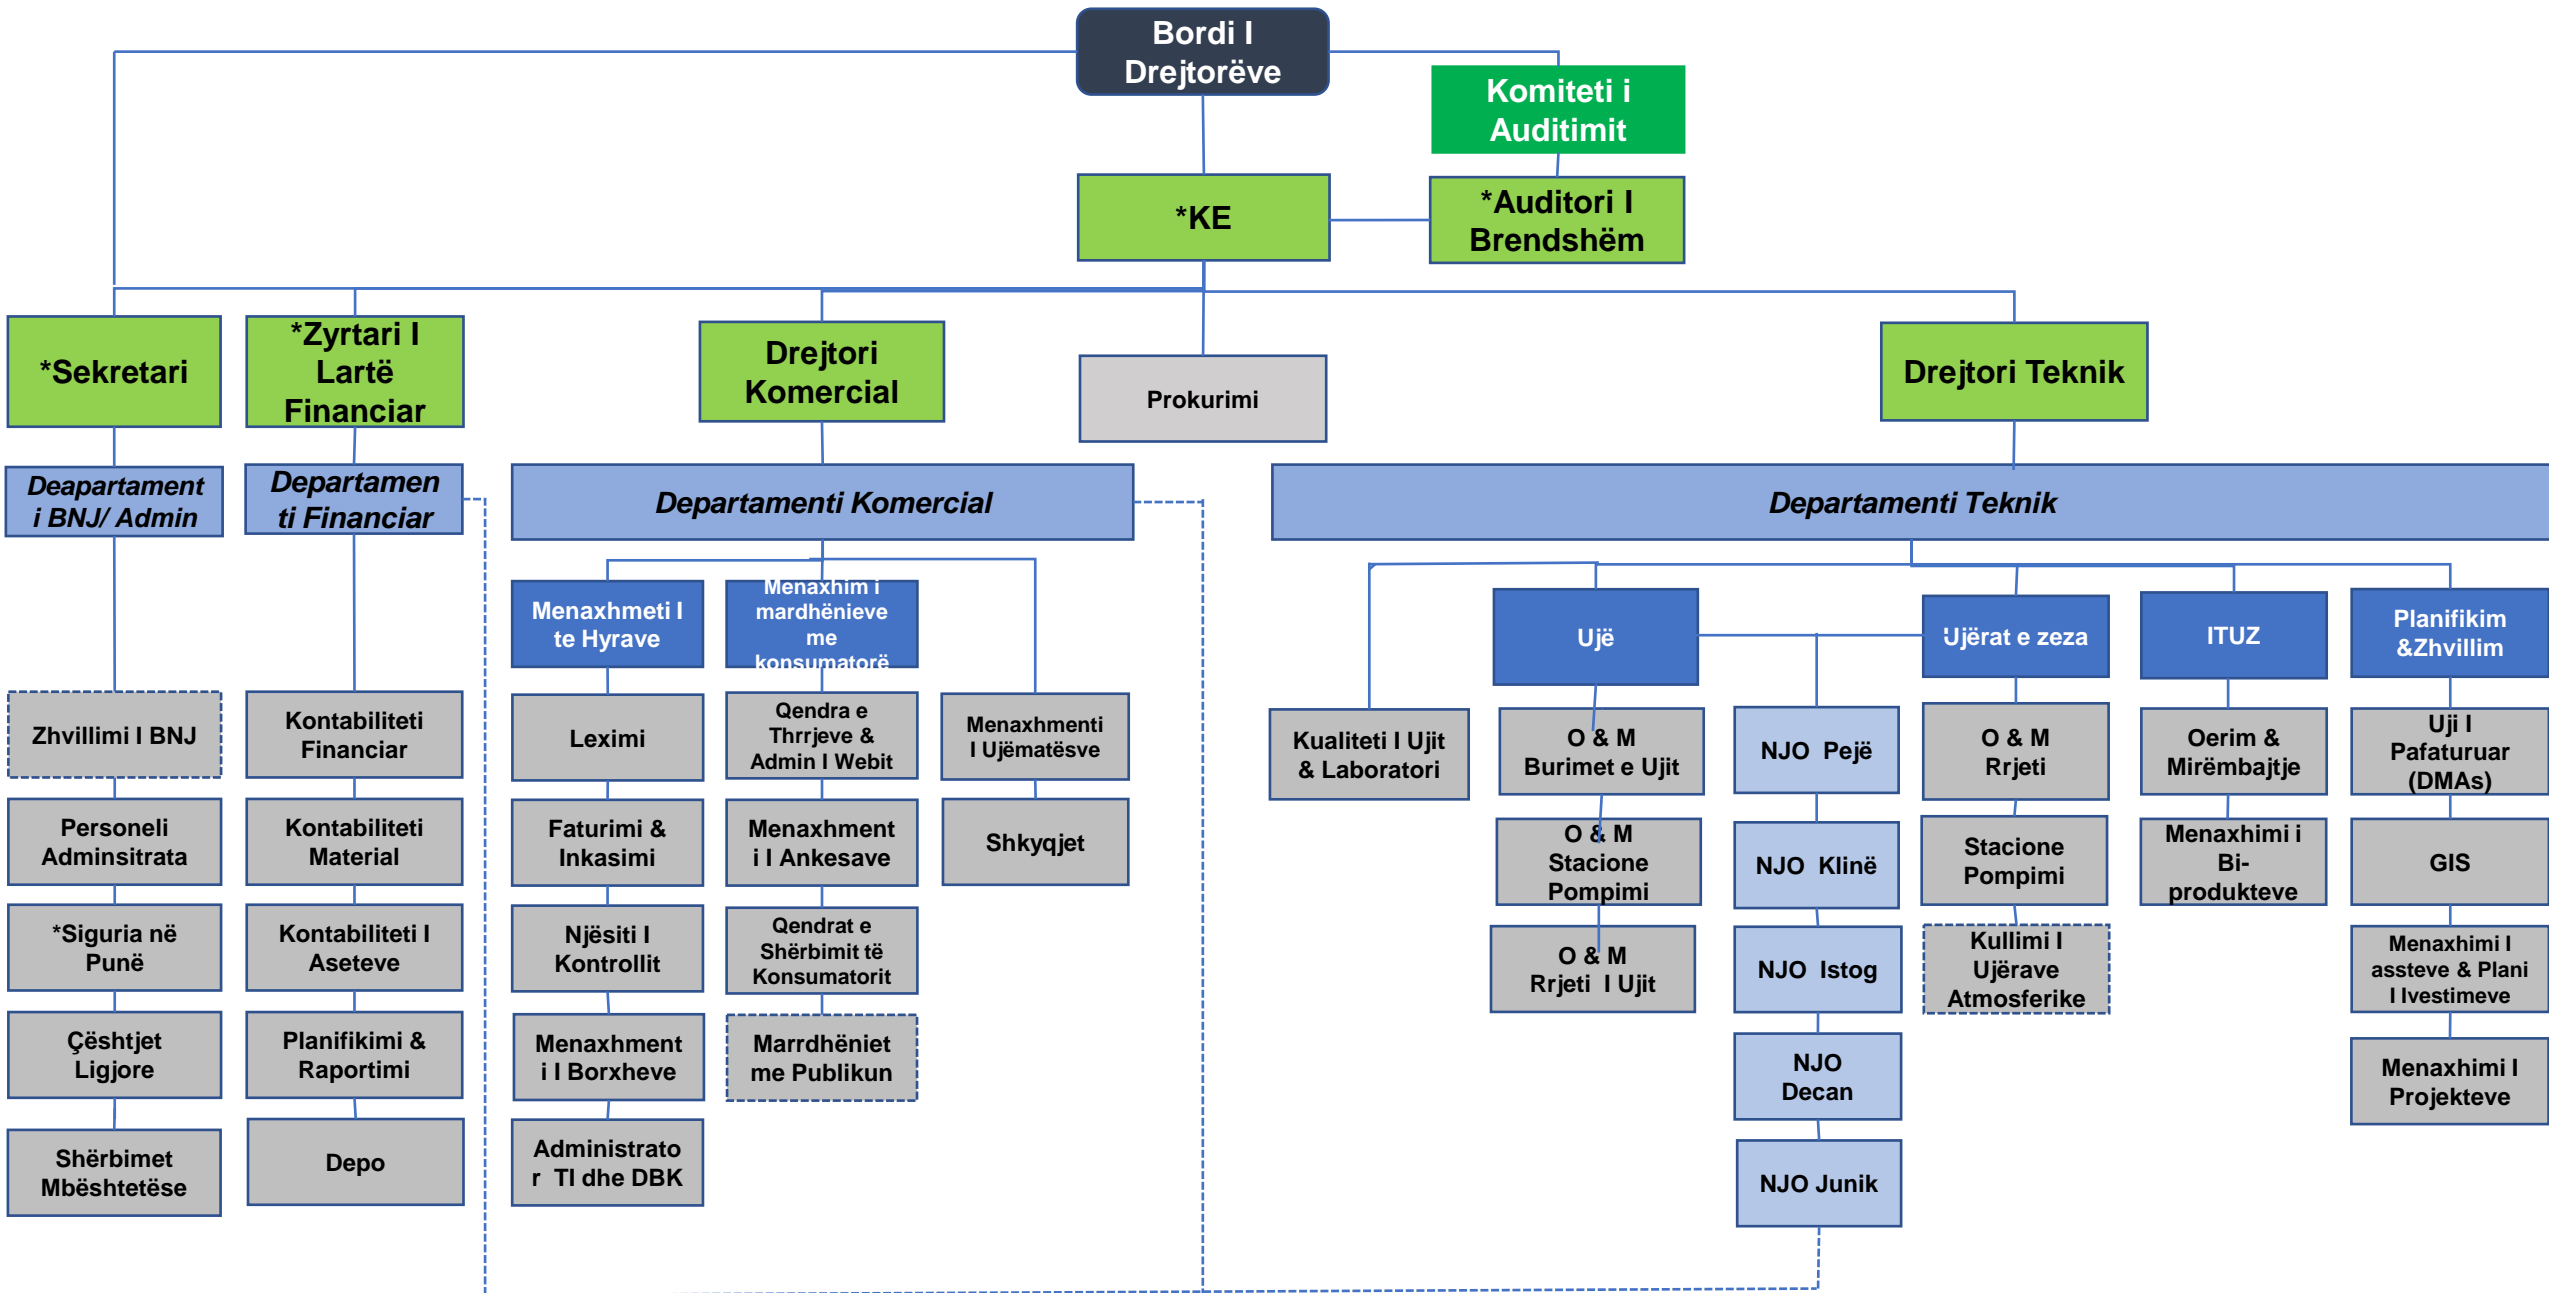 Bordi I
Drejtorëve
Komiteti i
Auditimit
*KE
*Auditori I
Brendshëm
*Sekretari
*Zyrtari I
Lartë
Financiar
Drejtori
Komercial
Prokurimi
Drejtori Teknik
Deapartament
i BNJ/ Admin
Departamen
ti Financiar
Departamenti Komercial
Departamenti Teknik
Menaxhmeti I
te Hyrave
Menaxhim i
mardhënieve
me
konsumatorë
Ujë
Ujërat e zeza
ITUZ
Planifikim
&Zhvillim
Zhvillimi I BNJ
Personeli
Adminsitrata
*Siguria në
Punë
Çështjet
Ligjore
Shërbimet
Mbështetëse
Kontabiliteti
Financiar
Kontabiliteti
Material
Kontabiliteti I
Aseteve
Planifikimi &
Raportimi
Depo
Leximi
Faturimi &
Inkasimi
Njësiti I
Kontrollit
Menaxhment
i I Borxheve
Administrato
r  TI dhe DBK
Qendra e
Thrrjeve &
Admin I Webit
Menaxhment
i I Ankesave
Qendrat e
Shërbimit të
Konsumatorit
Marrdhëniet
me Publikun
Menaxhmenti
I Ujëmatësve
Shkyqjet
Kualiteti I Ujit
& Laboratori
O & M
Burimet e Ujit
O & M
Stacione
Pompimi
O & M
Rrjeti  I Ujit
NJO  Pejë
NJO  Klinë
NJO  Istog
NJO
Decan
NJO Junik
O & M
Rrjeti
Stacione
Pompimi
Kullimi I
Ujërave
Atmosferike
Oerim &
Mirëmbajtje
Menaxhimi i
Bi-
produkteve
Uji I
Pafaturuar
(DMAs)
GIS
Menaxhimi I
assteve & Plani
I Ivestimeve
Menaxhimi I
Projekteve